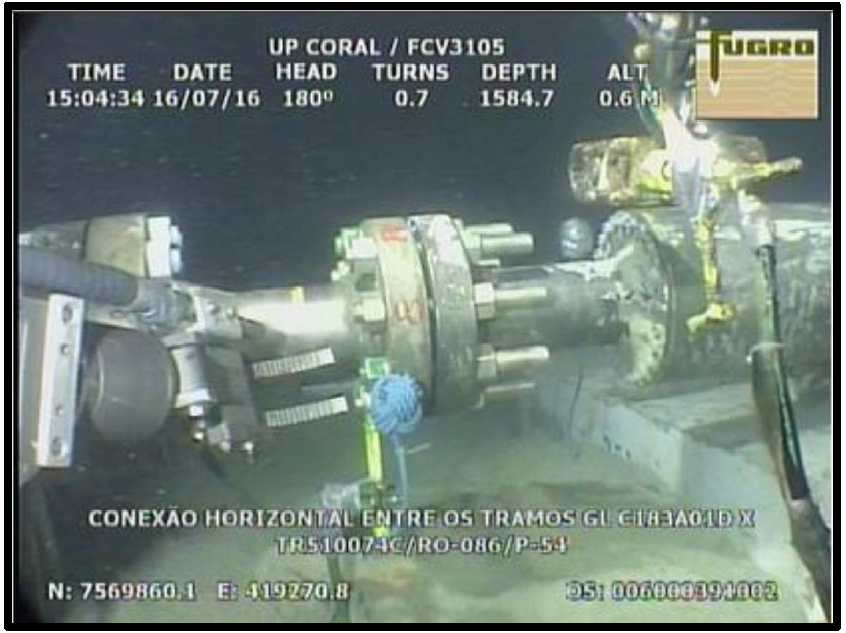 UP CORAL / FCV3105
TIME DATE HEAD TURNS DEPTH ALT
15:04:34 16/07/16 180º 0.7 1584.7 0.6 M
FUGRO
CONEXÃO HORIZONTAL ENTRE OS TRAMOS GL C183A01D X
TR510074C/RO-086/P-54
N: 7569860.1 E: 419270.8
OS: 006000391002